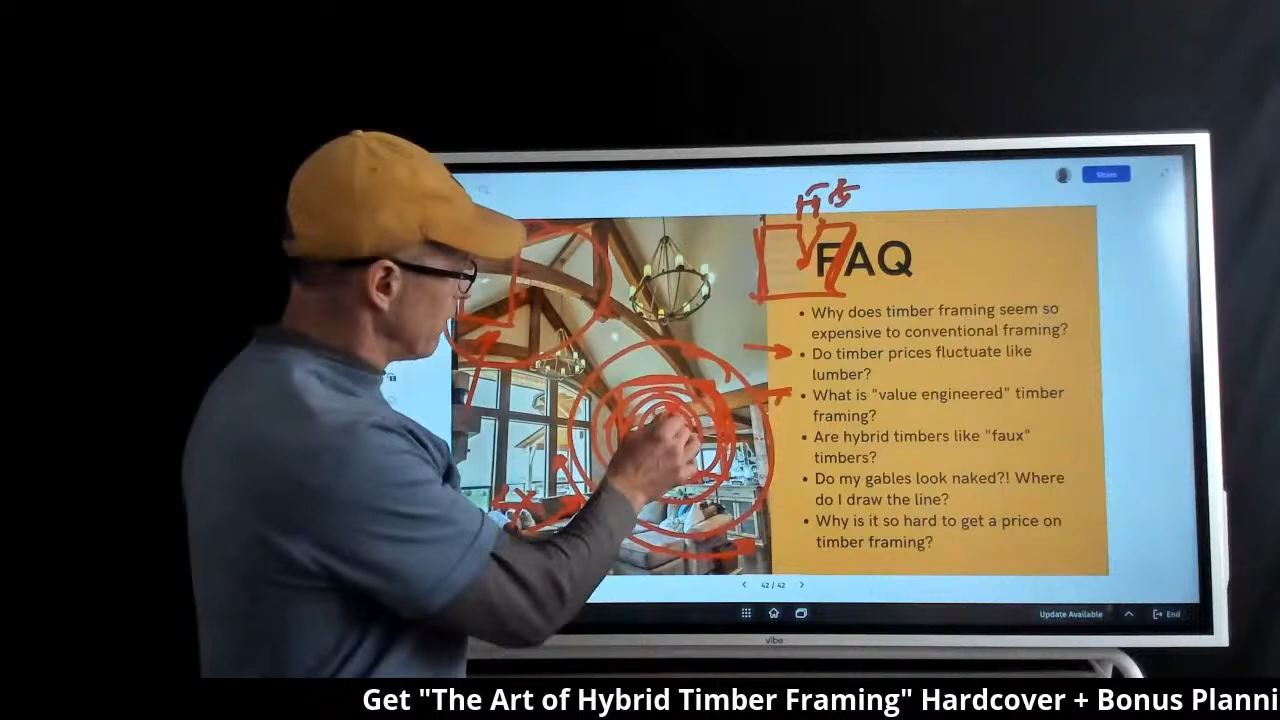 Share
FAQ
• Why does timber framing seem so
expensive to conventional framing?
• Do timber prices fluctuate like
lumber?
• What is "value engineered" timber
framing?
• Are hybrid timbers like "faux"
timbers?
• Do my gables look naked?! Where
do I draw the line?
• Why is it so hard to get a price on
timber framing?
42 / 42
Update Available
End
vibe
Get "The Art of Hybrid Timber Framing" Hardcover + Bonus Planni